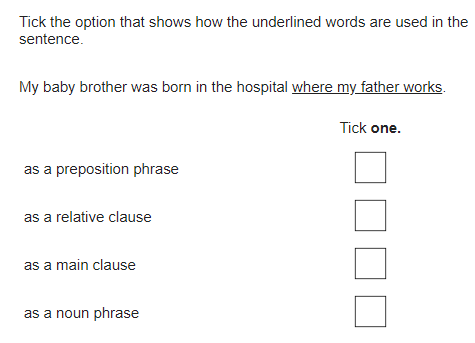 Tick the option that shows how the underlined words are used in the
sentence.
My baby brother was born in the hospital where my father works.
Tick one.
as a preposition phrase
as a relative clause
as a main clause
as a noun phrase